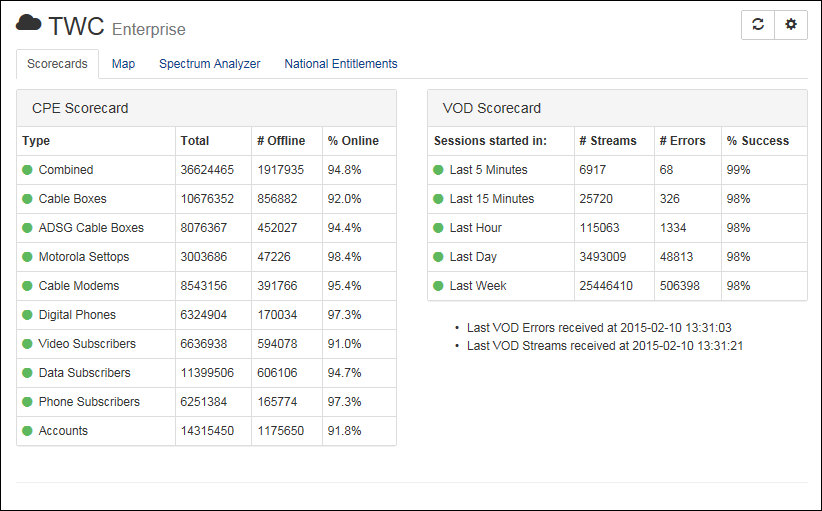 TWC Enterprise
Scorecards Map Spectrum Analyzer National Entitlements
CPE Scorecard
Type Total # Offline % Online
Combined 36624465 1917935 94.8%
Cable Boxes 10676352 856882 92.0%
ADSG Cable Boxes 8076367 452027 94.4%
Motorola Settops 3003686 47226 98.4%
Cable Modems 8543156 391766 95.4%
Digital Phones 6324904 170034 97.3%
Video Subscribers 6636938 594078 91.0%
Data Subscribers 11399506 606106 94.7%
Phone Subscribers 6251384 165774 97.3%
Accounts 14315450 1175650 91.8%
VOD Scorecard
Sessions started in: # Streams # Errors % Success
Last 5 Minutes 6917 68 99%
Last 15 Minutes 25720 326 98%
Last Hour 115063 1334 98%
Last Day 3493009 48813 98%
Last Week 25446410 506398 98%
• Last VOD Errors received at 2015-02-10 13:31:03
• Last VOD Streams received at 2015-02-10 13:31:21